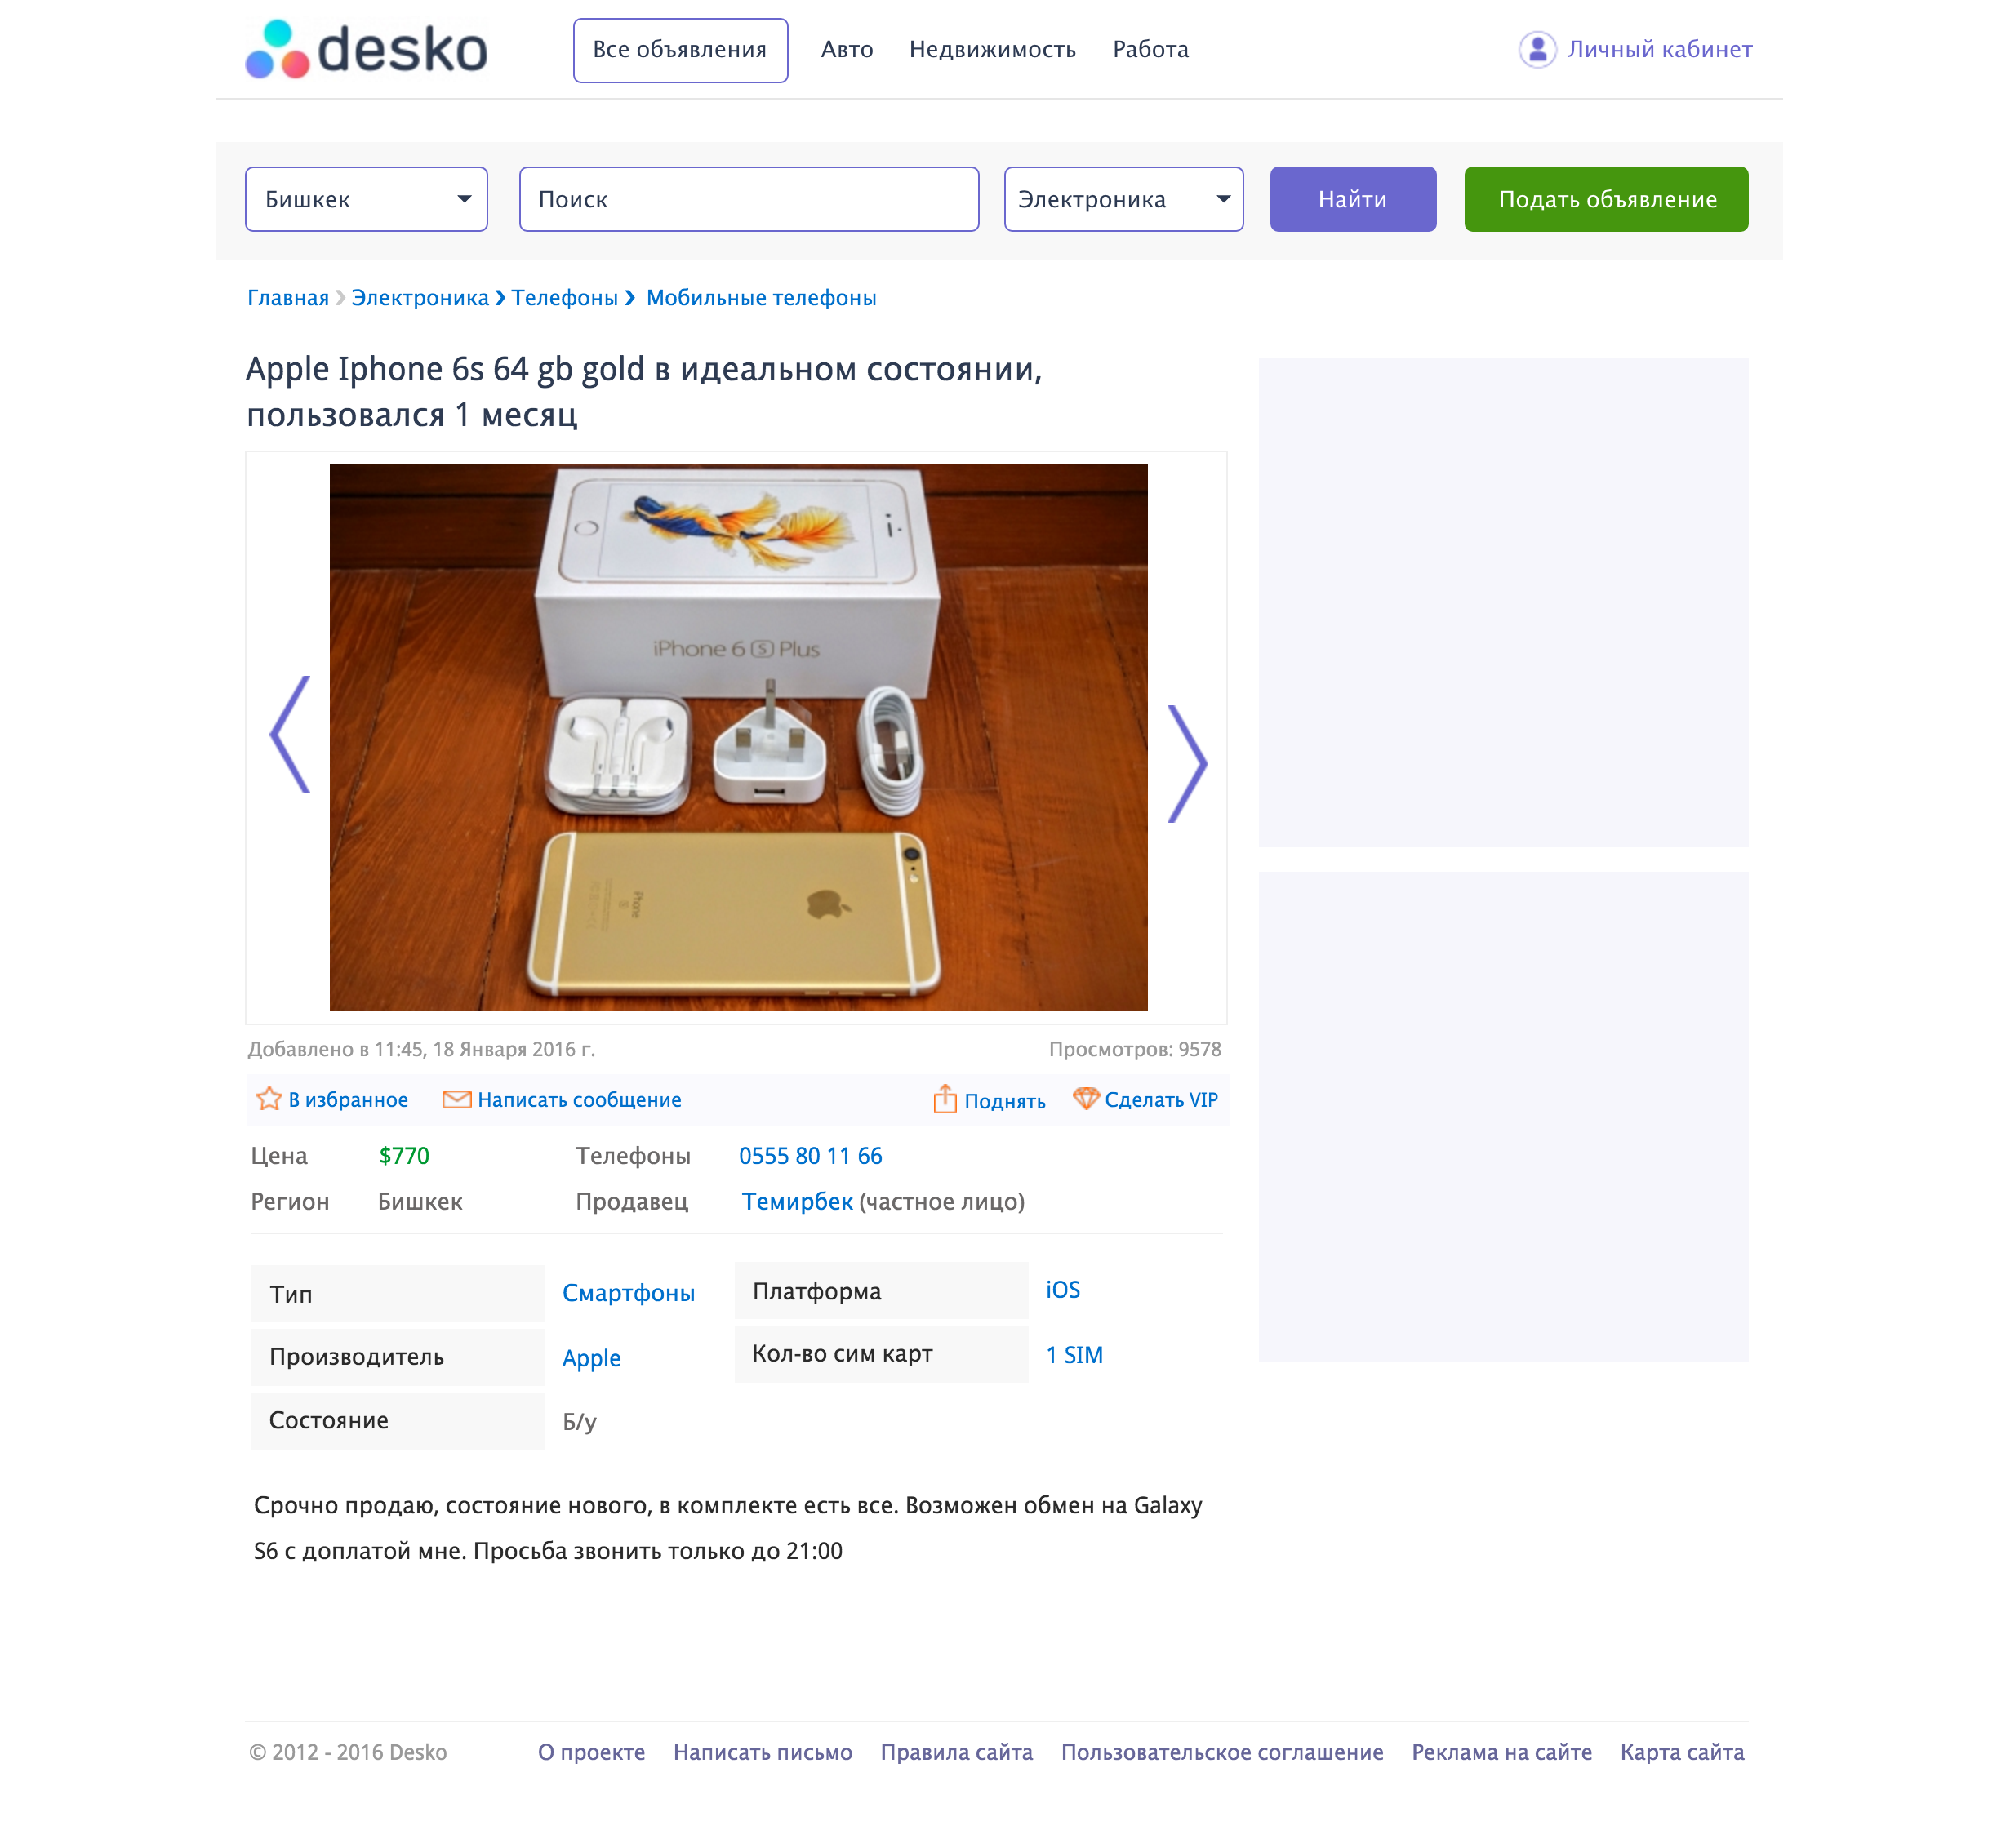 desko
Все объявления
Авто
Недвижимость
Работа
Личный кабинет
Бишкек
Поиск
Электроника
Найти
Подать объявление
Главная Электроника Телефоны Мобильные телефоны
Apple Iphone 6s 64 gb gold в идеальном состоянии,
пользовался 1 месяц
iPhone 6 S Plus
iPhone
S
Добавлено в 11:45, 18 Января 2016 г.
Просмотров: 9578
В избранное
Написать сообщение
Поднять
Сделать VIP
Цена $770
Телефоны 0555 80 11 66
Регион Бишкек
Продавец Темирбек (частное лицо)
Тип Смартфоны
Платформа iOS
Производитель Apple
Кол-во сим карт 1 SIM
Состояние Б/у
Срочно продаю, состояние нового, в комплекте есть все. Возможен обмен на Galaxy
S6 с доплатой мне. Просьба звонить только до 21:00
© 2012 - 2016 Desko
О проекте
Написать письмо
Правила сайта
Пользовательское соглашение
Реклама на сайте
Карта сайта